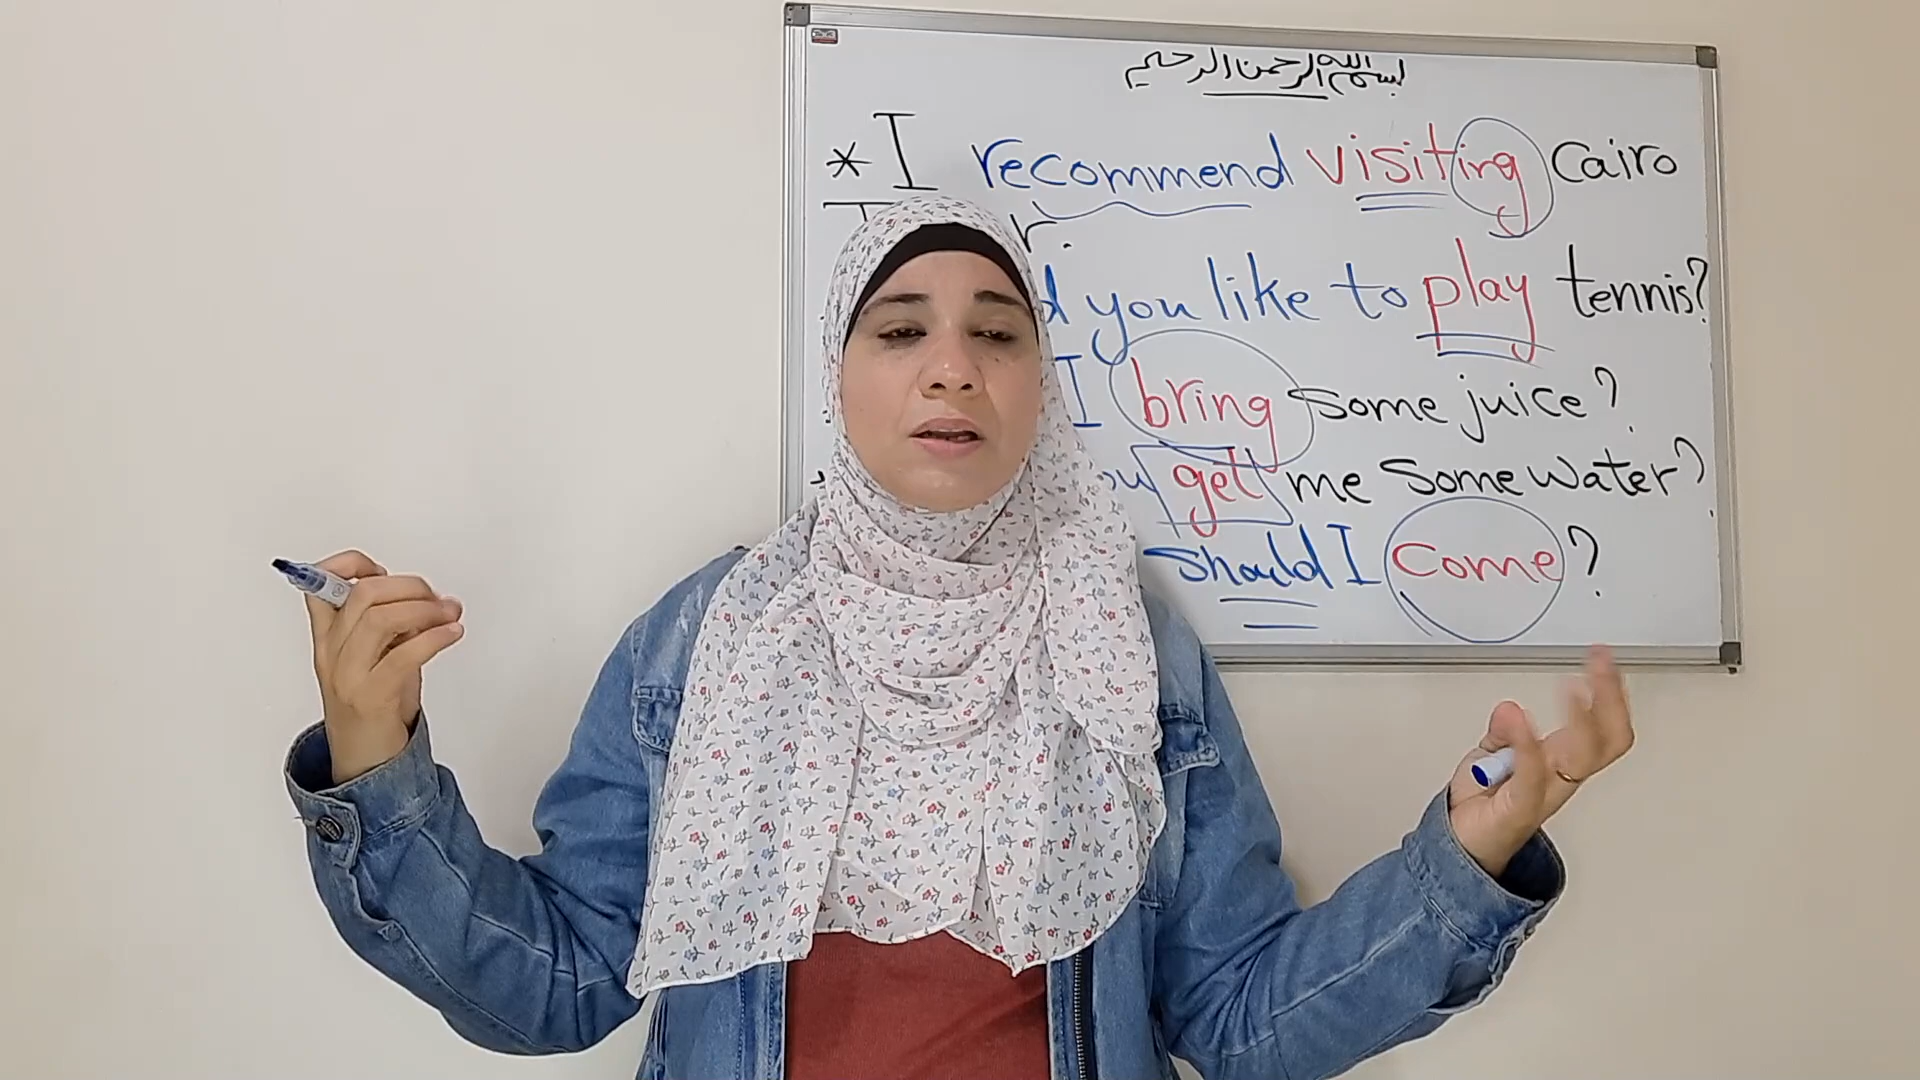 بسم الله الرحمن الرحيم
* I recommend visiting Cairo
r.
you like to play tennis?
I bring some juice?
get me some water?
should I come?